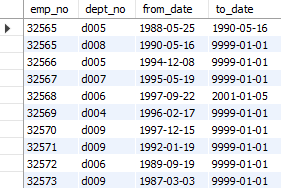 emp_no dept_no from_date to_date
32565 d005 1988-05-25 1990-05-16
32565 d008 1990-05-16 9999-01-01
32566 d005 1994-12-08 9999-01-01
32567 d007 1995-05-19 9999-01-01
32568 d006 1997-09-22 2001-01-05
32569 d004 1996-02-17 9999-01-01
32570 d009 1997-12-15 9999-01-01
32571 d009 1992-01-19 9999-01-01
32572 d006 1989-09-19 9999-01-01
32573 d009 1987-03-03 9999-01-01